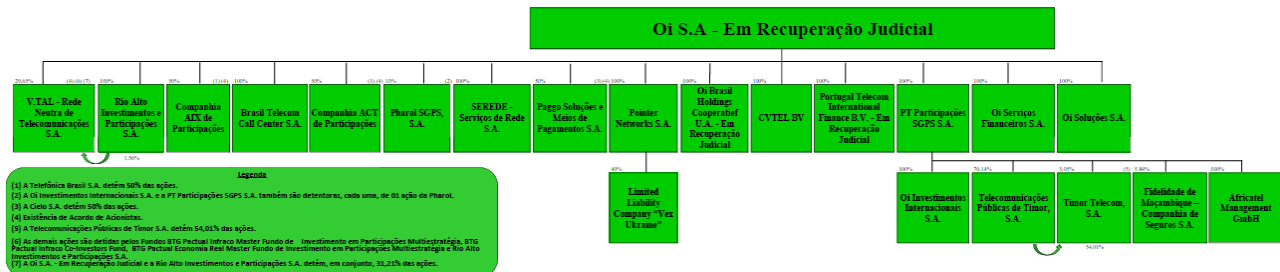 Oi S.A - Em Recuperação Judicial
29,63%
(4) (6) (7)
100%
50%
(1) (4)
100%
50%
(1) (4)
10%
(2)
100%
50%
(3) (4)
100%
100%
100%
100%
100%
100%
100%
V.TAL - Rede
Neutra de
Telecomunicações
S.A.
Rio Alto
Investimentos e
Participações S.A.
Companhia
AIX de
Participações
Brasil Telecom
Call Center S.A.
Companhia ACT
de Participações
Pharol SGPS,
S.A.
SEREDE -
Serviços de Rede
S.A.
Paggo Soluções e
Meios de
Pagamentos S.A.
Pointer
Networks S.A.
Oi Brasil
Holdings
Cooperatief
U.A. - Em
Recuperação
Judicial
CVTEL BV
Portugal Telecom
International
Finance B.V. - Em
Recuperação
Judicial
PT Participações
SGPS S.A.
Oi Serviços
Financeiros S.A.
Oi Soluções S.A.
40%
100%
76,14%
3,05%
(5)
100%
Limited
Liability
Company "Vex
Ukraine"
Oi Investimentos
Internacionais
S.A.
Telecomunicações
Públicas de Timor,
S.A.
Timor Telecom,
S.A.
Fidelidade de
Moçambique –
Companhia de
Seguros S.A.
Africatel
Management
GmbH
54,01%
Legenda
(1) A Telefônica Brasil S.A. detêm 50% das ações.
(2) A Oi Investimentos Internacionais S.A. e a PT Participações SGPS S.A. também são detentoras, cada uma, de 01 ação da Pharol.
(3) A Cielo S.A. detém 50% das ações.
(4) Existência de Acordo de Acionistas.
(5) A Telecomunicações Públicas de Timor S.A. detém 54,01% das ações.
(6) As demais ações são detidas pelos Fundos BTG Pactual Infraco Master Fundo de Investimento em Participações Multiestratégia, BTG
Pactual Infraco Co-Investors Fund, BTG Pactual Economia Real Master Fundo de Investimento em Participações Multiestratégia e Rio Alto
Investimentos e Participações S.A.
(7) A Oi S.A. - Em Recuperação Judicial e a Rio Alto Investimentos e Participações S.A. detém, em conjunto, 31,21% das ações.